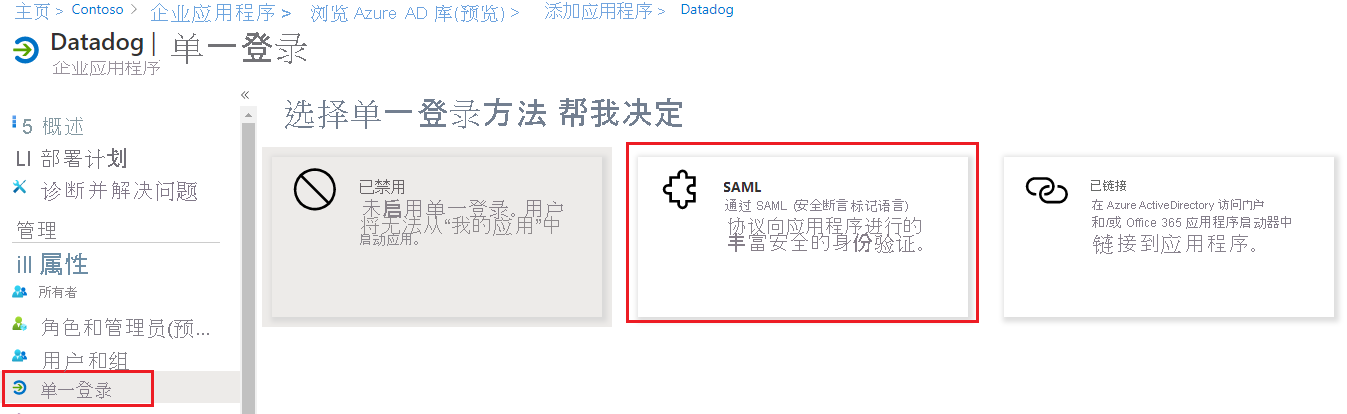 主页 > Contoso > 企业应用程序 > 浏览 Azure AD 库(预览) > 添加应用程序 > Datadog
Datadog | 单一登录
企业应用程序
«
5 概述
LI 部署计划
诊断并解决问题
管理
ill 属性
所有者
角色和管理员(预...
用户和组
单一登录
选择单一登录方法 帮我决定
已禁用
未启用单一登录。用户
将无法从“我的应用”中
启动应用。
SAML
通过 SAML (安全断言标记语言)
协议向应用程序进行的
丰富安全的身份验证。
已链接
在 Azure ActiveDirectory 访问门户
和/或 Office 365 应用程序启动器中
链接到应用程序。